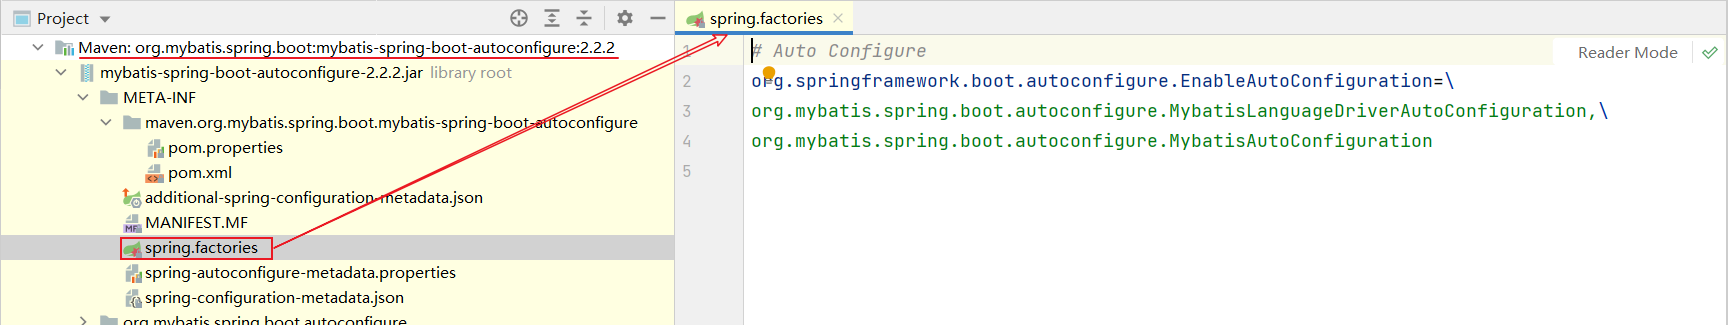 Project
Maven: org.mybatis.spring.boot:mybatis-spring-boot-autoconfigure:2.2.2
mybatis-spring-boot-autoconfigure-2.2.2.jar library root
META-INF
maven.org.mybatis.spring.boot.mybatis-spring-boot-autoconfigure
pom.properties
pom.xml
additional-spring-configuration-metadata.json
MANIFEST.MF
spring.factories
spring-autoconfigure-metadata.properties
spring-configuration-metadata.json
org.mybatis.spring.boot.autoconfigure
spring.factories
Reader Mode
1 # Auto Configure
2 org.springframework.boot.autoconfigure.EnableAutoConfiguration=\
3 org.mybatis.spring.boot.autoconfigure.MybatisLanguageDriverAutoConfiguration,\
4 org.mybatis.spring.boot.autoconfigure.MybatisAutoConfiguration
5